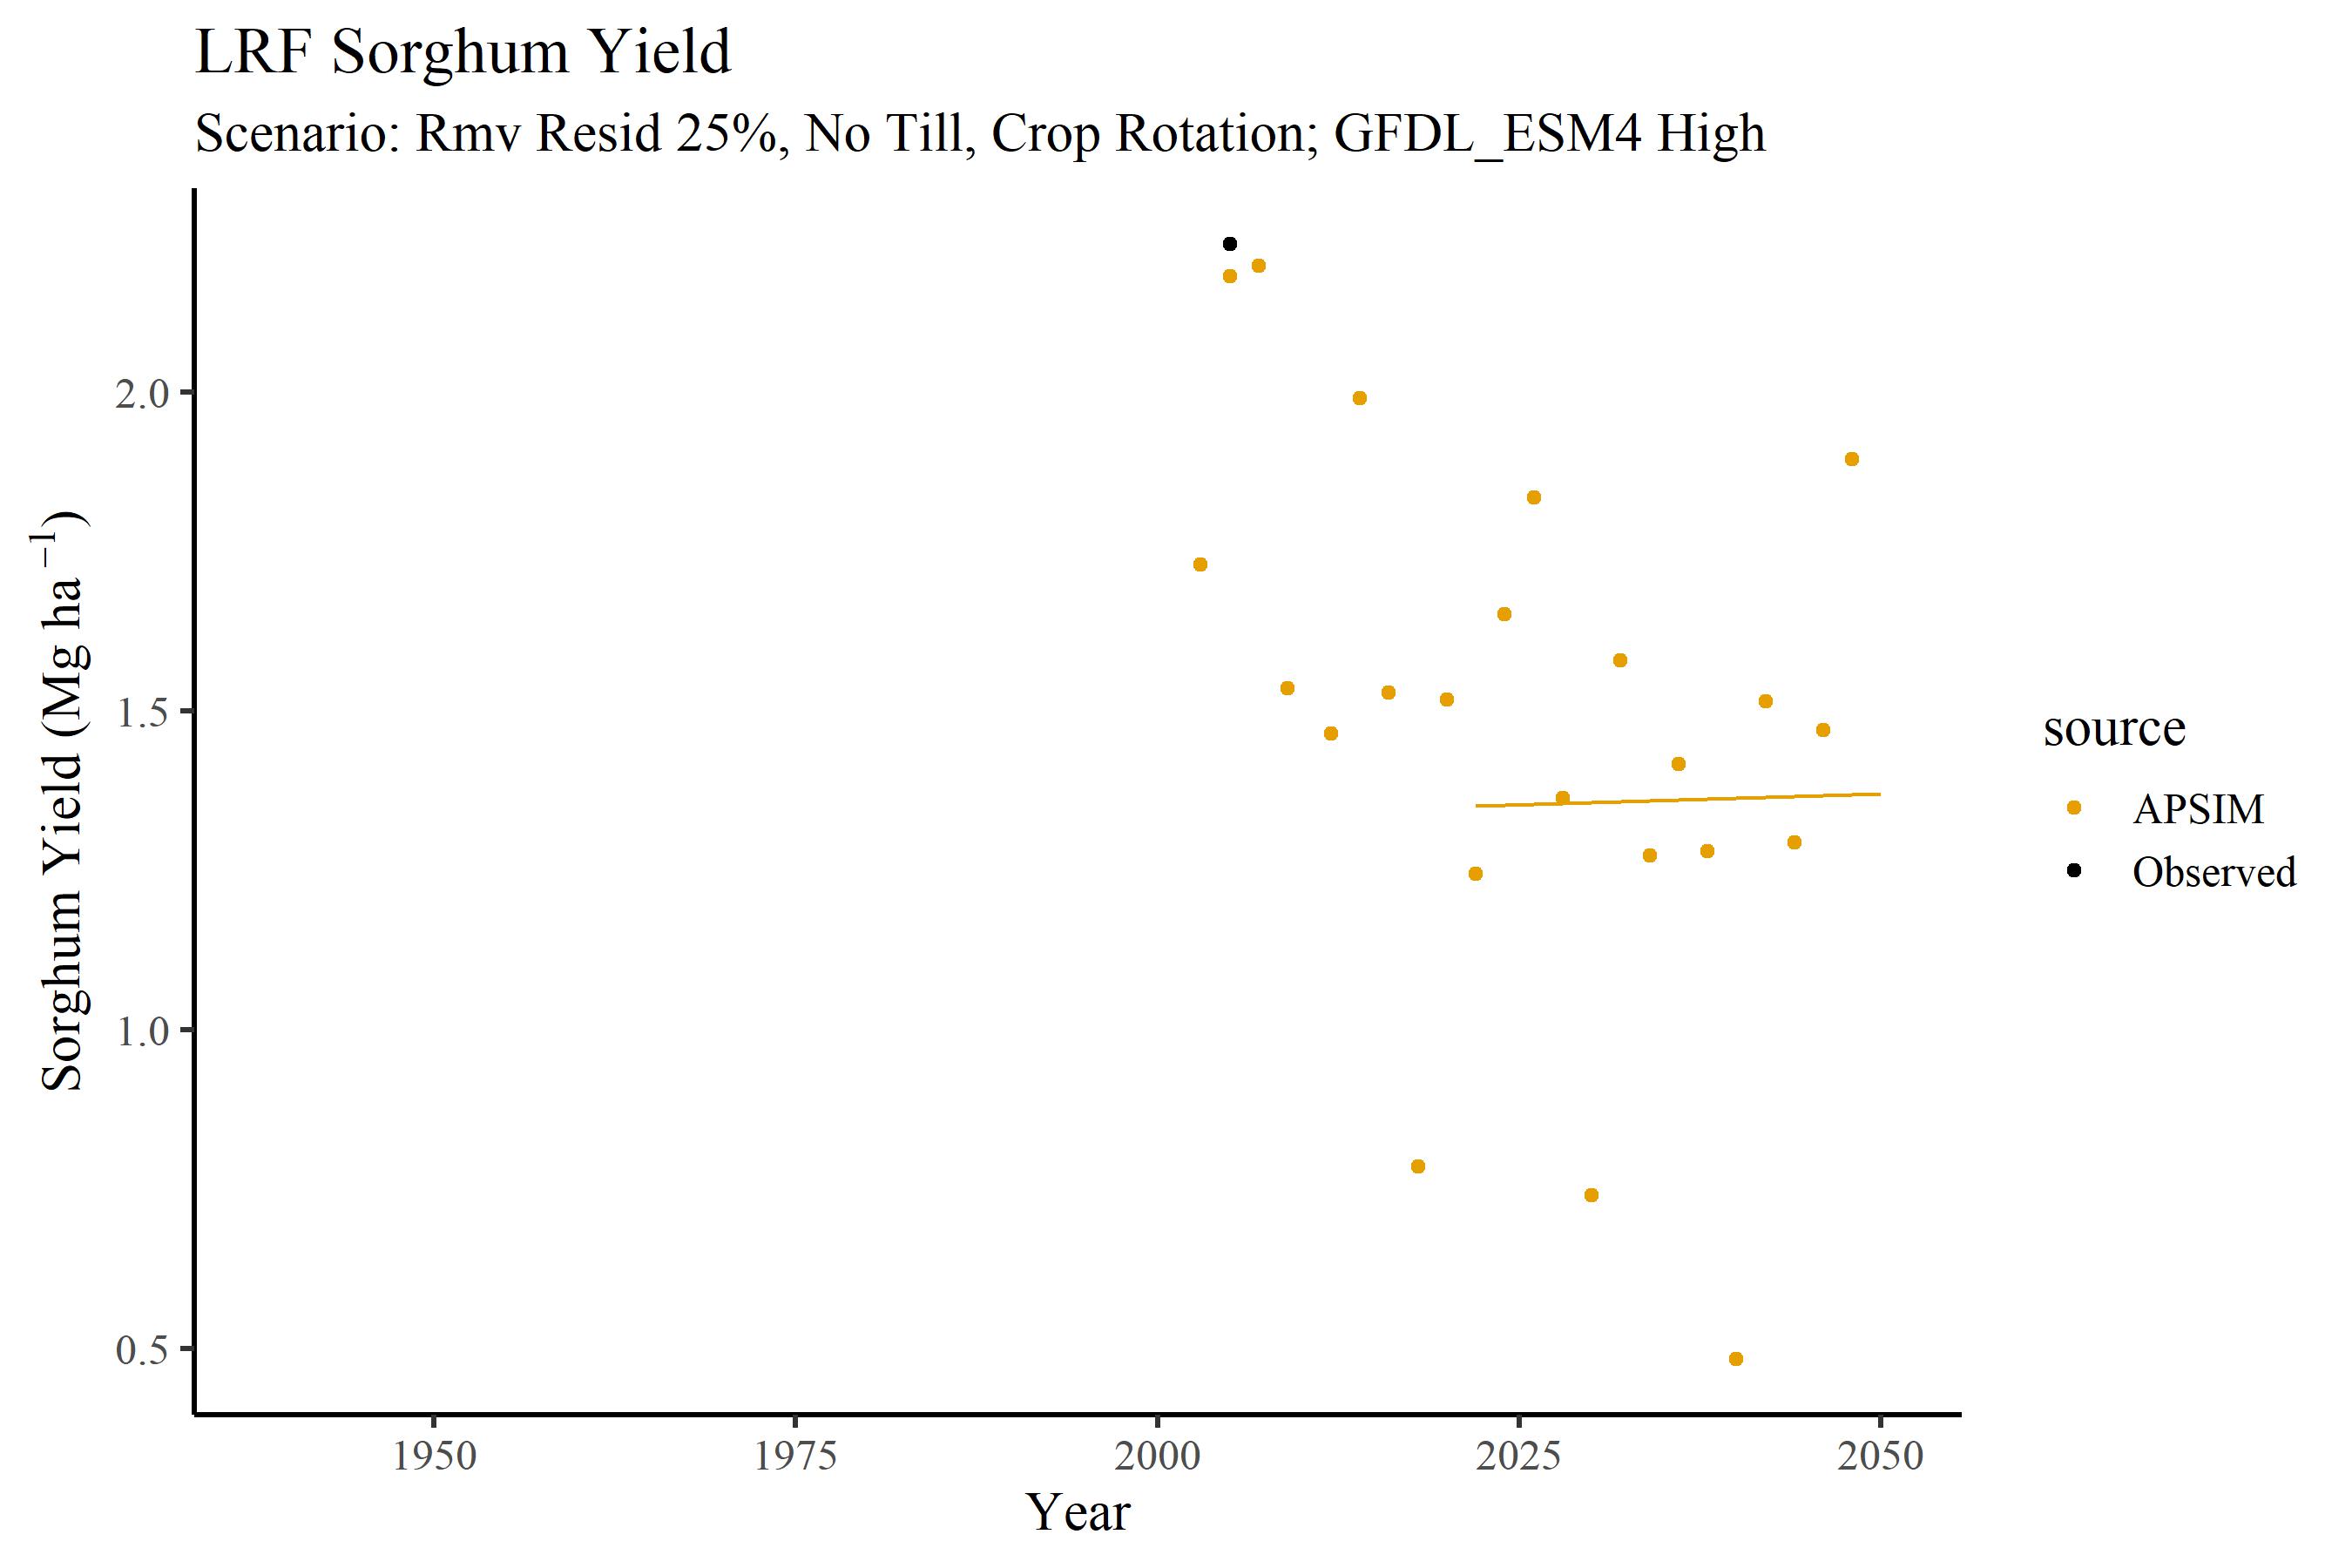 LRF Sorghum Yield
Scenario: Rmv Resid 25%, No Till, Crop Rotation; GFDL_ESM4 High
Sorghum Yield (Mg ha⁻¹)
2.0
1.5
1.0
0.5
1950
1975
2000
2025
2050
Year
source
APSIM
Observed